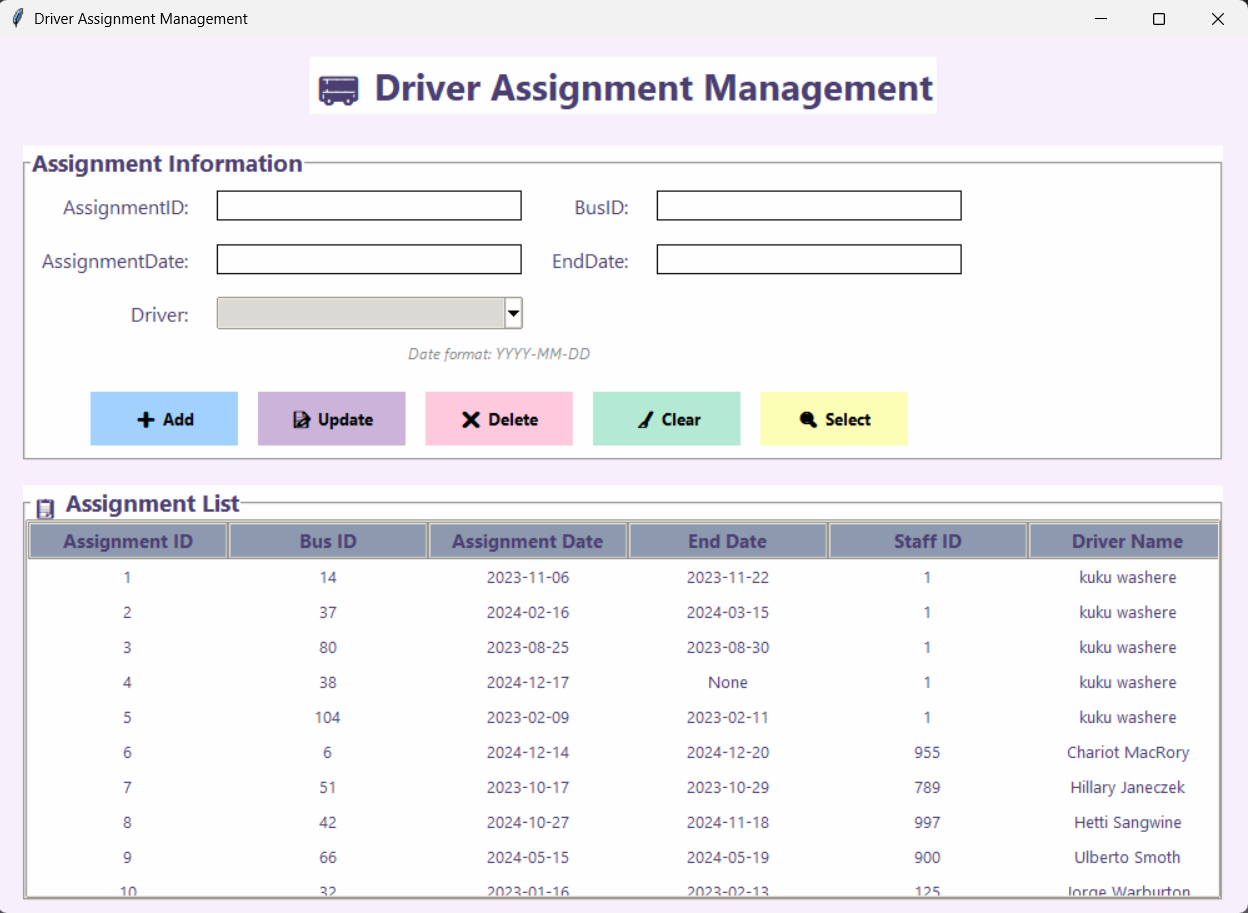 Driver Assignment Management
Driver Assignment Management
Assignment Information
AssignmentID: BusID:
AssignmentDate: EndDate:
Driver:
Date format: YYYY-MM-DD
Add Update Delete Clear Select
Assignment List
Assignment ID Bus ID Assignment Date End Date Staff ID Driver Name
1 14 2023-11-06 2023-11-22 1 kuku washere
2 37 2024-02-16 2024-03-15 1 kuku washere
3 80 2023-08-25 2023-08-30 1 kuku washere
4 38 2024-12-17 None 1 kuku washere
5 104 2023-02-09 2023-02-11 1 kuku washere
6 6 2024-12-14 2024-12-20 955 Chariot MacRory
7 51 2023-10-17 2023-10-29 789 Hillary Janeczek
8 42 2024-10-27 2024-11-18 997 Hetti Sangwine
9 66 2024-05-15 2024-05-19 900 Ulberto Smoth
10 32 2023-01-16 2023-02-13 125 Jorge Warburton